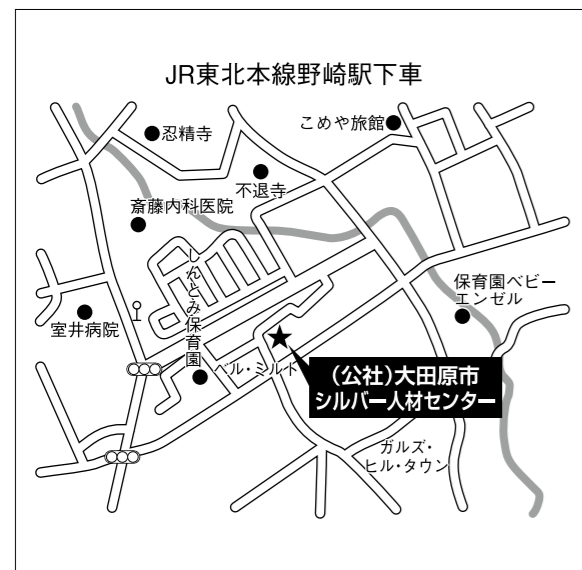 JR東北本線野崎駅下車
忍精寺
こめや旅館
不退寺
斎藤内科医院
しんとみ保育園
保育園ベビー
エンゼル
室井病院
ベル・ミルド
(公社)大田原市
シルバー人材センター
ガルズ・
ヒル・タウン